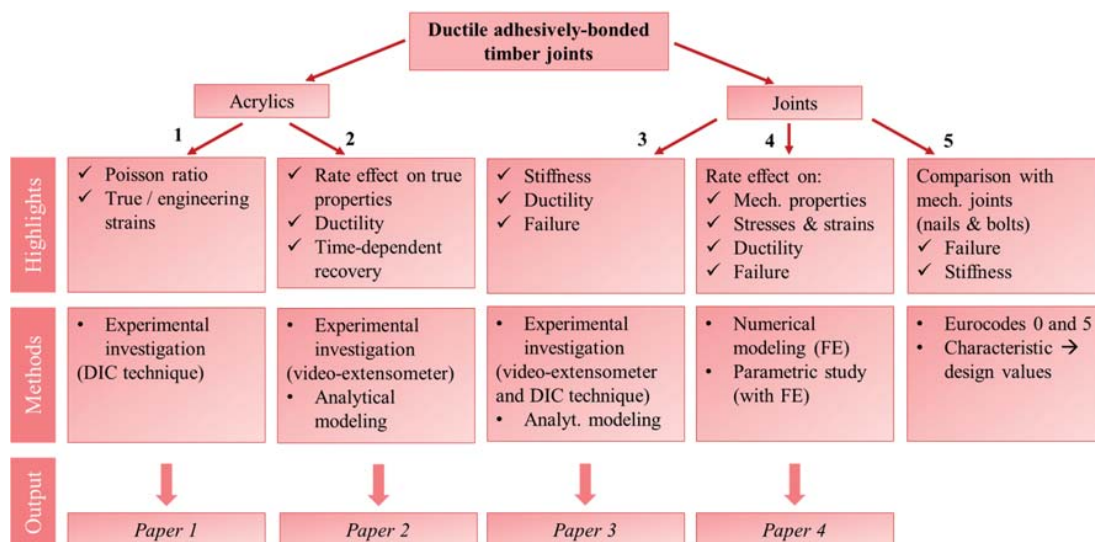 Ductile adhesively-bonded
timber joints
Acrylics
Joints
1
2
3
4
5
Highlights
✓ Poisson ratio
✓ True / engineering
strains
✓ Rate effect on true
properties
✓ Ductility
✓ Time-dependent
recovery
✓ Stiffness
✓ Ductility
✓ Failure
Rate effect on:
✓ Mech. properties
✓ Stresses & strains
✓ Ductility
✓ Failure
Comparison with
mech. joints
(nails & bolts)
✓ Failure
✓ Stiffness
Methods
• Experimental
investigation
(DIC technique)
• Experimental
investigation
(video-extensometer)
• Analytical
modeling
• Experimental
investigation
(video-extensometer
and DIC technique)
• Analyt. modeling
• Numerical
modeling (FE)
• Parametric study
(with FE)
• Eurocodes 0 and 5
• Characteristic →
design values
Output
Paper 1
Paper 2
Paper 3
Paper 4